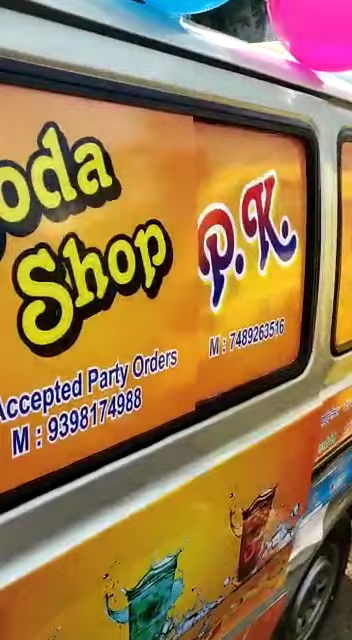 oda
Shop
Accepted Party Orders
M : 9398174988
P.K.
M : 7489263516